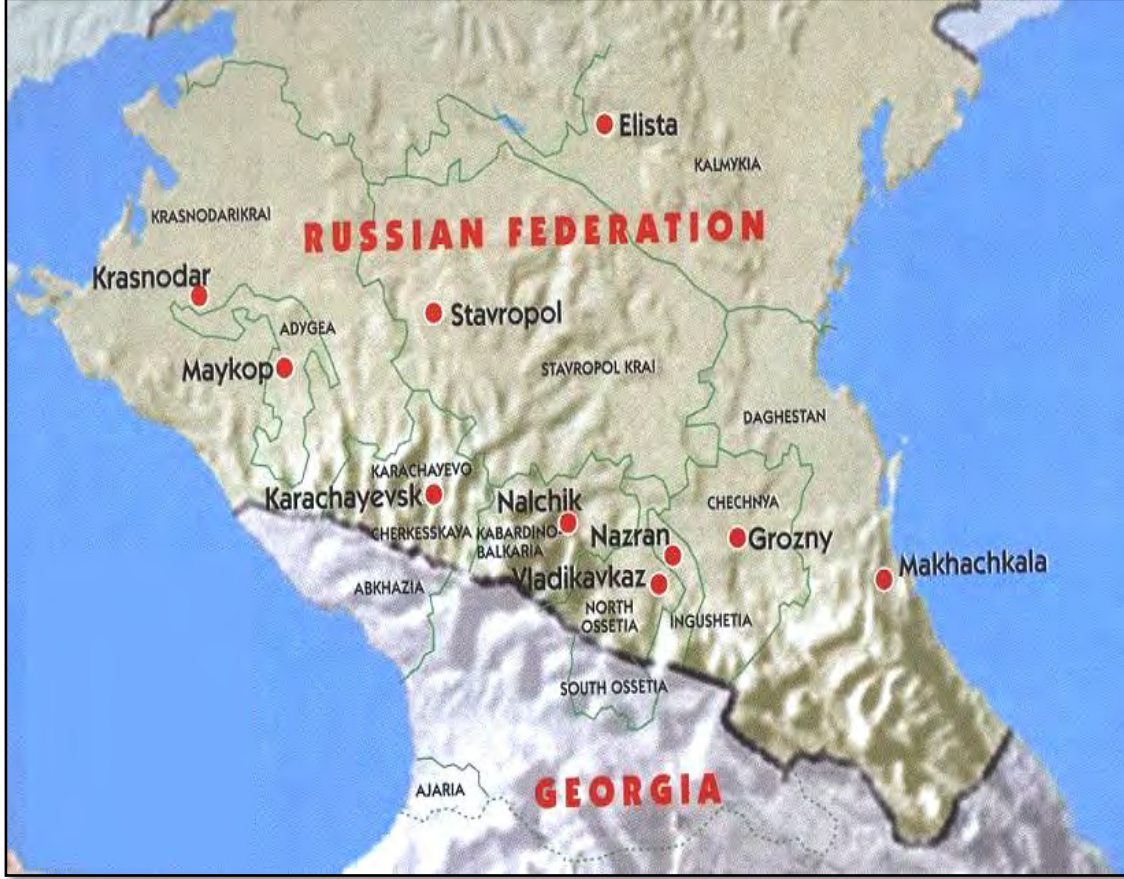 Elista
KALMYKIA
KRASNODARIKRAI
RUSSIAN FEDERATION
Krasnodar
Stavropol
ADYGEA
Maykop
STAVROPOL KRAI
DAGHESTAN
KARACHAYEVO
Karachayevsk
CHERKESSKAYA
Nalchik
KABARDINO-
BALKARIA
CHECHNYA
Nazran
Grozny
Makhachkala
Vladikavkaz
ABKHAZIA
NORTH
OSSETIA
INGUSHETIA
SOUTH OSSETIA
AJARIA
GEORGIA